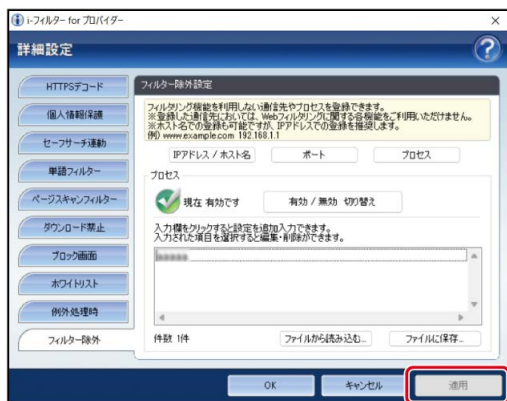 i-フィルター for プロバイダー
詳細設定
?
HTTPSデコード
個人情報保護
セーフサーチ連動
単語フィルター
ページスキャンフィルター
ダウンロード禁止
ブロック画面
ホワイトリスト
例外処理時
フィルター除外
フィルター除外設定
フィルタリング機能を利用しない通信先やプロセスを登録できます。
※登録した通信先においては、Webフィルタリングに関する各機能をご利用いただけません。
※ホスト名での登録も可能ですが、IPアドレスでの登録を推奨します。
例) www.example.com 192.168.1.1
IPアドレス / ホスト名 ポート プロセス
プロセス
現在 有効です 有効 / 無効 切り替え
入力欄をクリックすると設定を追加入力できます。
入力された項目を選択すると編集・削除ができます。
件数 1件 ファイルから読み込む... ファイルに保存...
OK キャンセル 適用